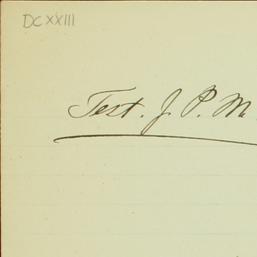 DCXXIII
Test. J. P. M